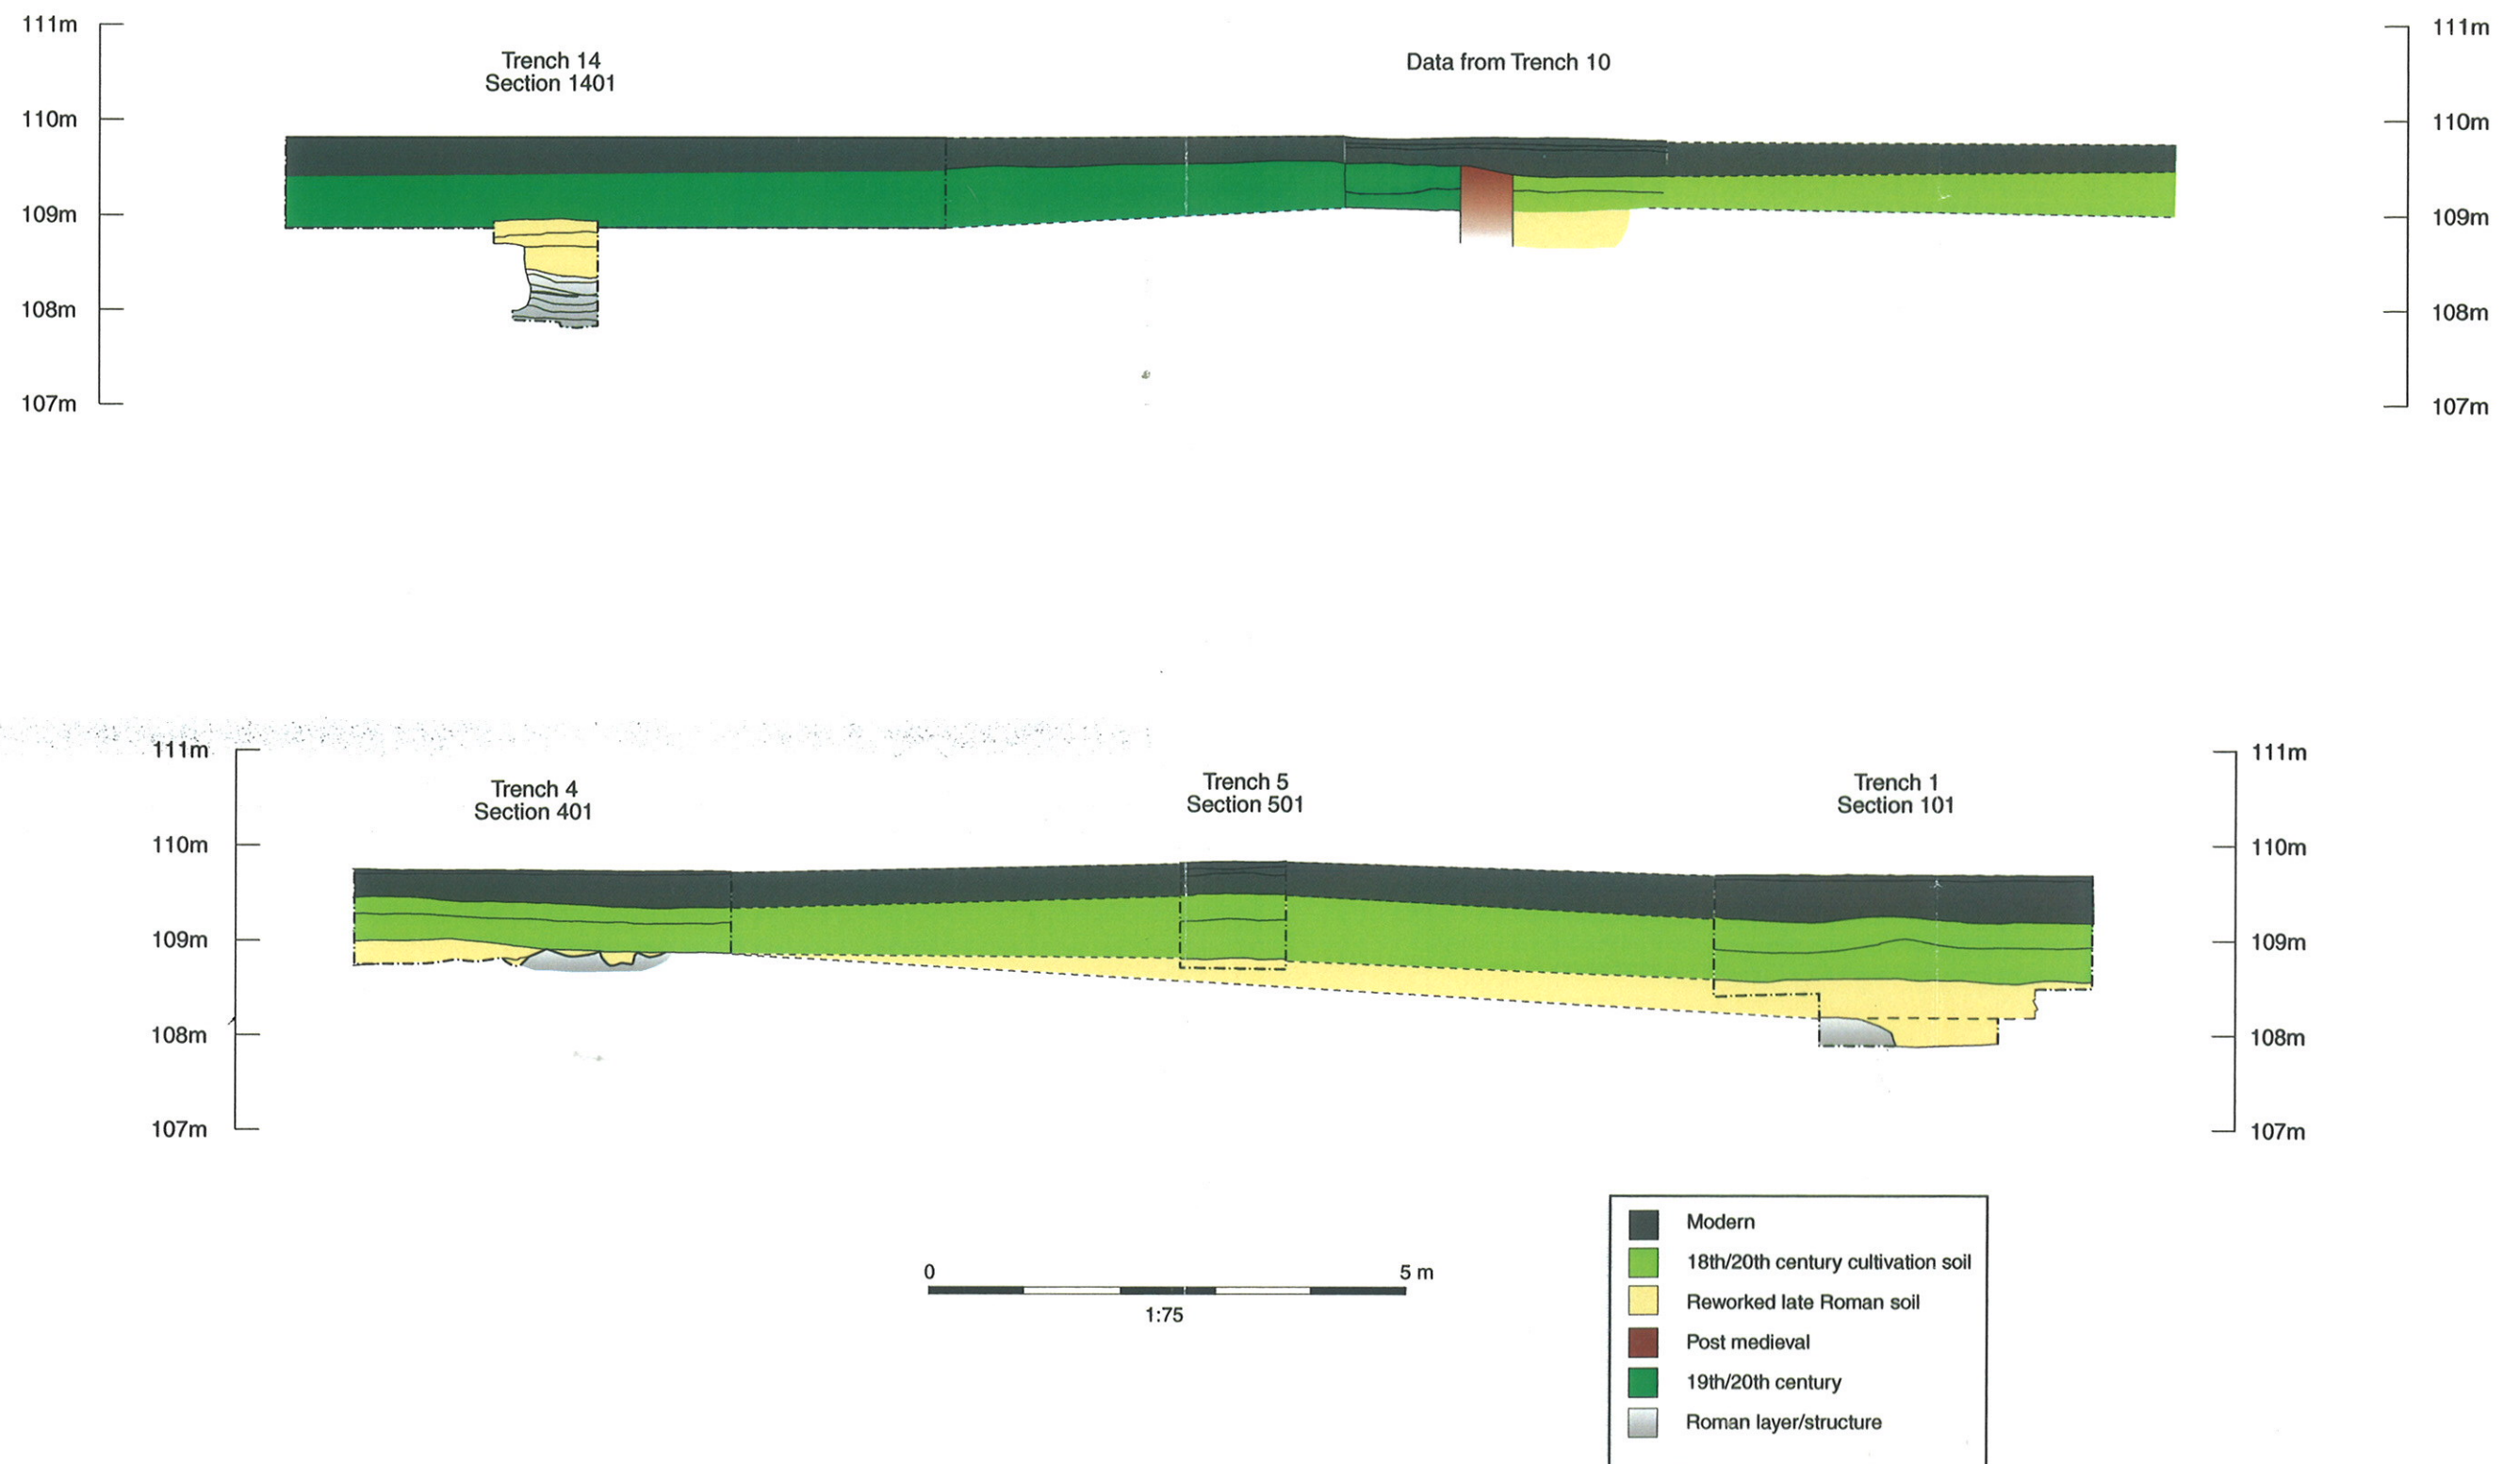 111m
111m
Trench 14
Section 1401
Data from Trench 10
110m
110m
109m
109m
108m
108m
107m
107m
111m
111m
Trench 4
Section 401
Trench 5
Section 501
Trench 1
Section 101
110m
110m
109m
109m
108m
108m
107m
107m
0
5 m
1:75
Modern
18th/20th century cultivation soil
Reworked late Roman soil
Post medieval
19th/20th century
Roman layer/structure